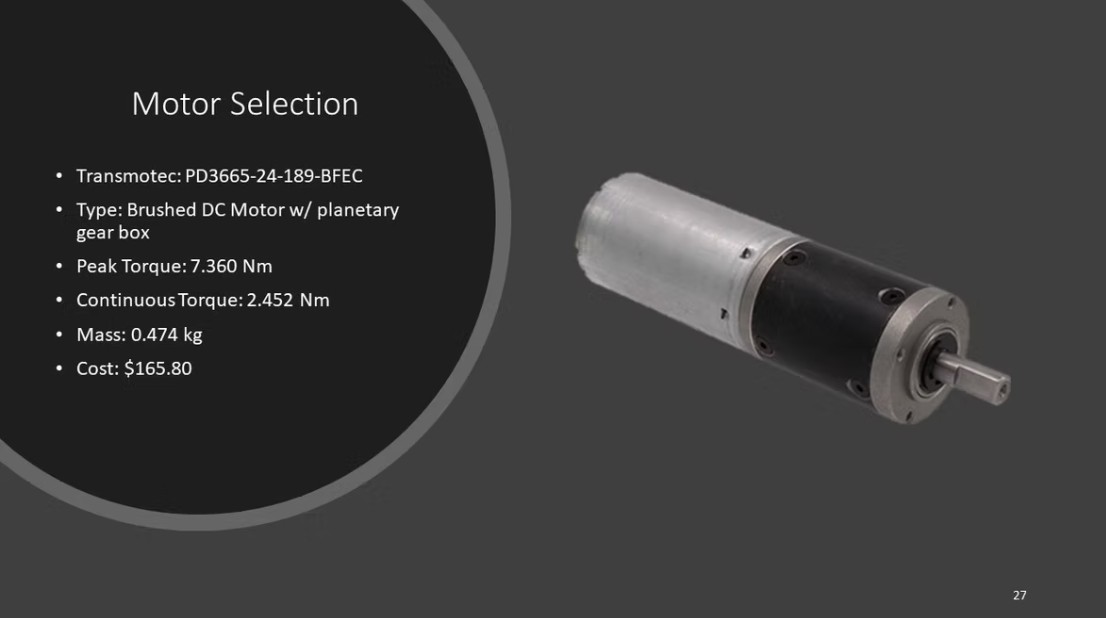 Motor Selection
• Transmotec: PD3665-24-189-BFEC
• Type: Brushed DC Motor w/ planetary
gear box
• Peak Torque: 7.360 Nm
• Continuous Torque: 2.452 Nm
• Mass: 0.474 kg
• Cost: $165.80
27